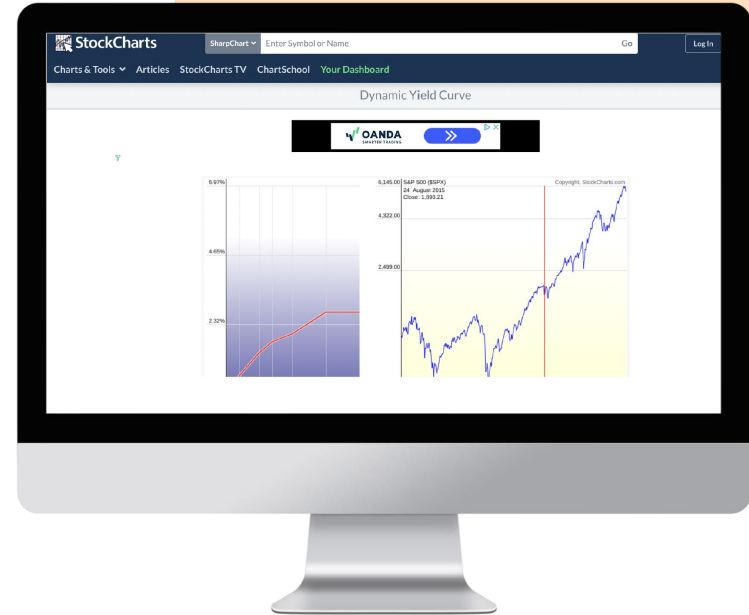 StockCharts
SharpChart
Enter Symbol or Name
Go
Log In
Charts & Tools
Articles
StockCharts TV
ChartSchool
Your Dashboard
Dynamic Yield Curve
OANDA
SMARTER TRADING
6.97%
4.65%
2.32%
6,145.00
4,322.00
2,499.00
S&P 500 ($SPX)
24 August 2015
Close: 1,893.21
Copyright, StockCharts.com